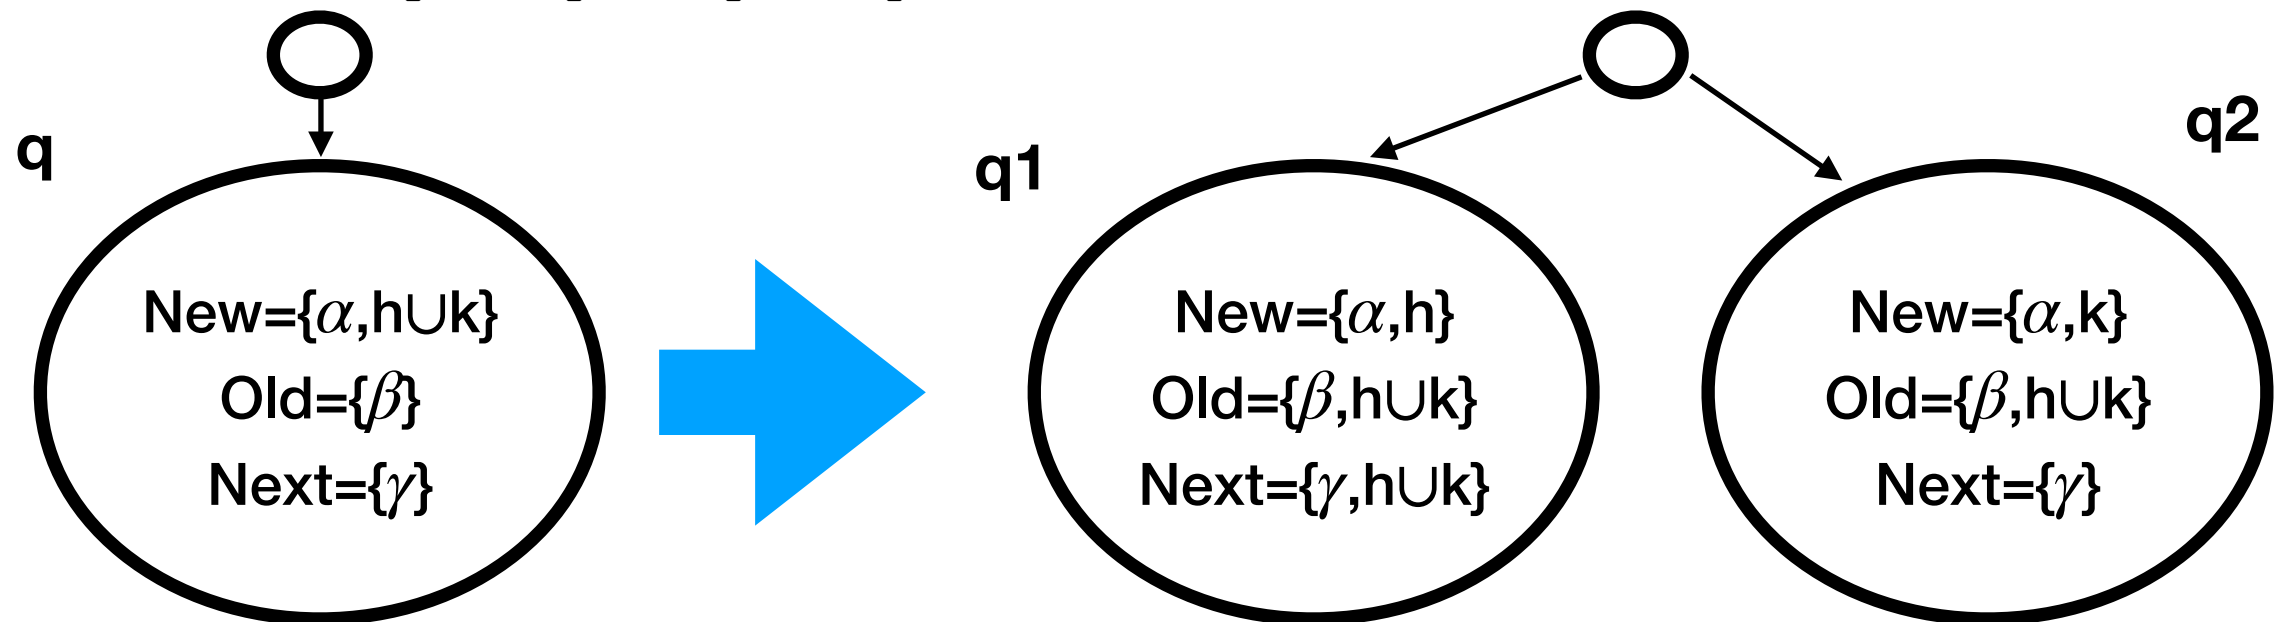 q
New={α,h∪k}
Old={β}
Next={γ}
q1
New={α,h}
Old={β,h∪k}
Next={γ,h∪k}
q2
New={α,k}
Old={β,h∪k}
Next={γ}